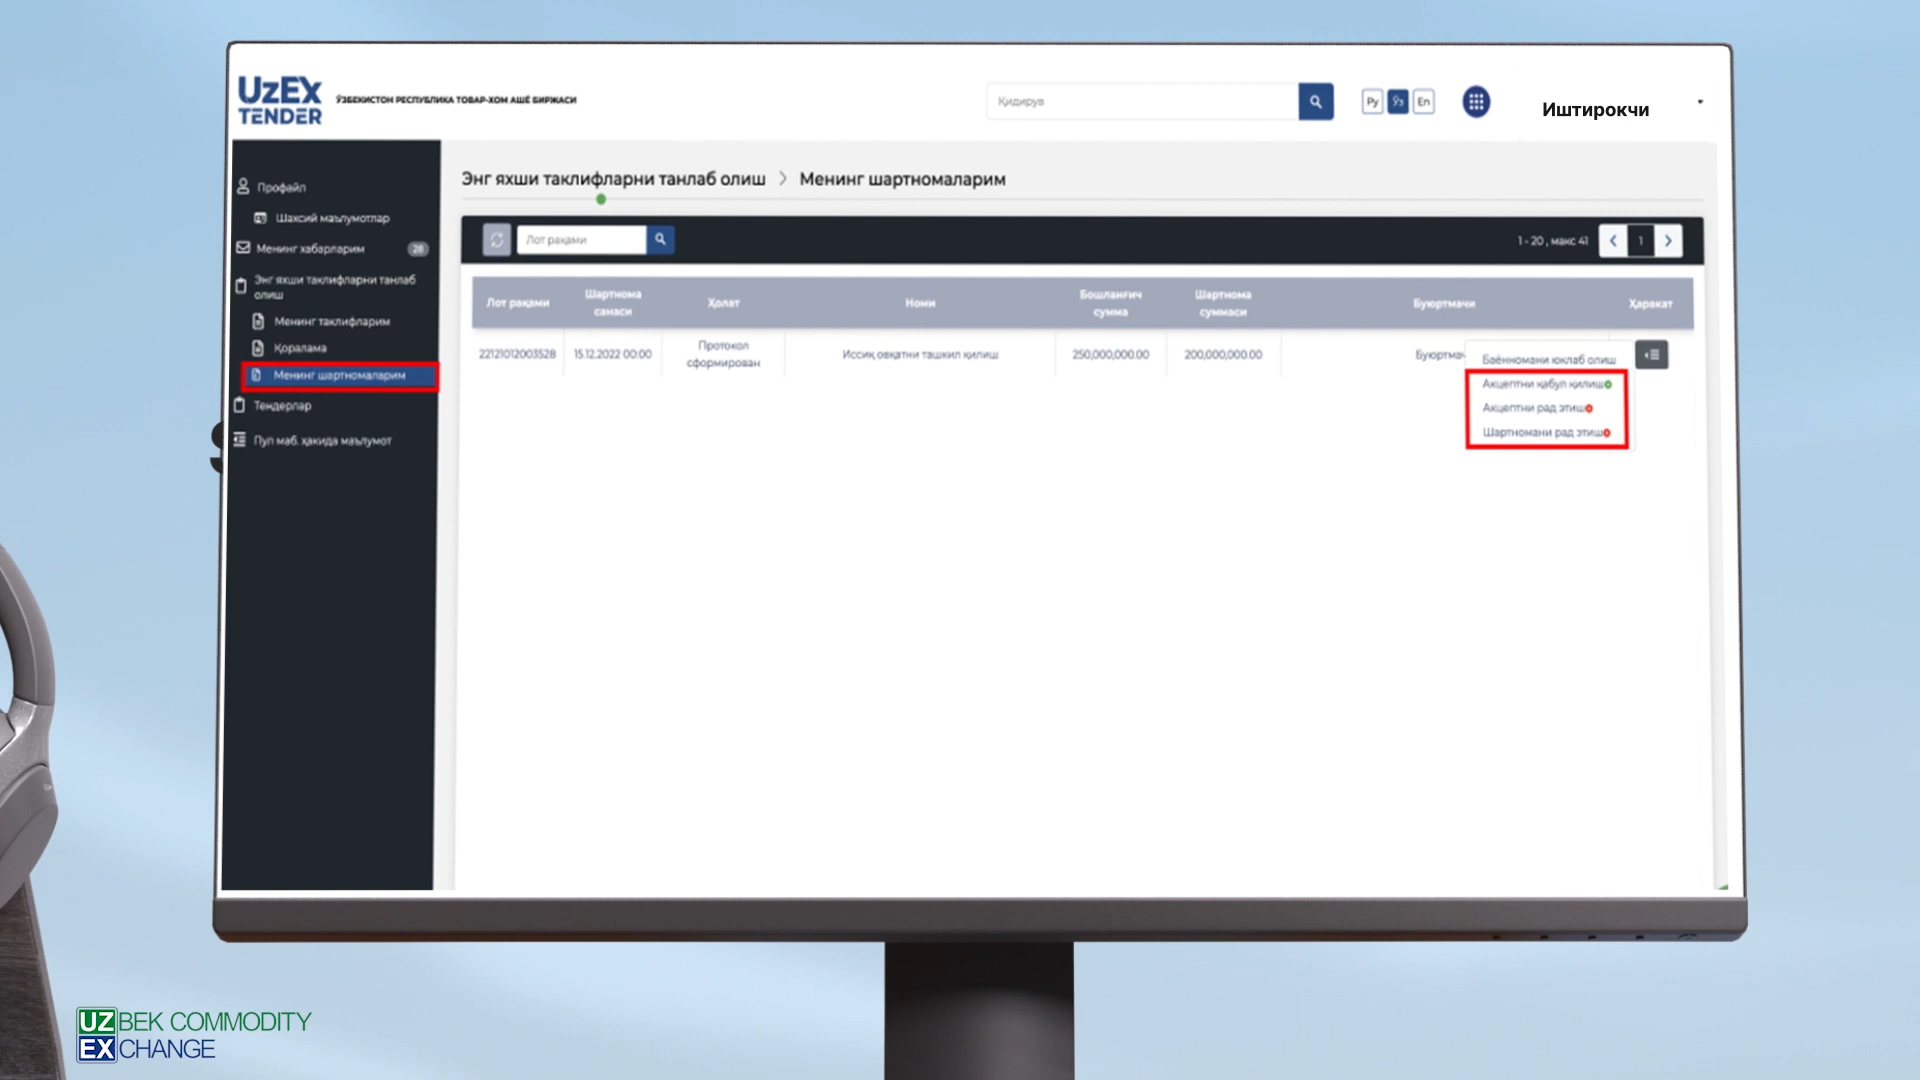 UzEX
TENDER
ЎЗБЕКИСТОН РЕСПУБЛИКА ТОВАР-ХОМ АШЁ БИРЖАСИ
Қидирув
Ру Ўз En
Иштирокчи
Профайл
Шахсий маълумотлар
Менинг хабарларим 28
Энг яхши таклифларни танлаб
олиш
Менинг таклифларим
Қоралама
Менинг шартномаларим
Тендерлар
Пул маб. ҳақида маълумот
Энг яхши таклифларни танлаб олиш > Менинг шартномаларим
Лот рақами
1 - 20 , макс 41
1
Лот рақами
Шартнома
санаси
Ҳолат
Номи
Бошланғич
сумма
Шартнома
суммаси
Буюртмачи
Ҳаракат
22121012003528
15.12.2022 00:00
Протокол
сформирован
Иссиқ овқатни ташкил қилиш
250,000,000.00
200,000,000.00
Буюртмач
Баённомани юклаб олиш
Акцептни қабул қилиш
Акцептни рад этиш
Шартномани рад этиш
UZBEK COMMODITY
EXCHANGE